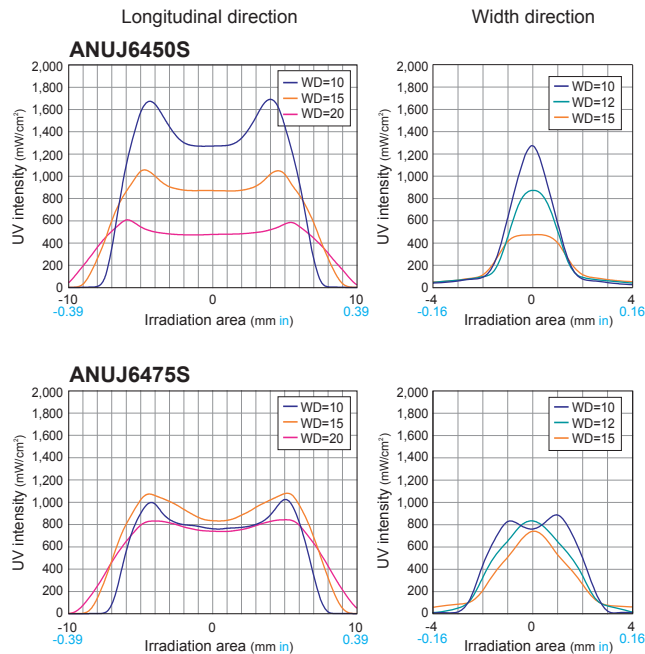 Longitudinal direction
Width direction
ANUJ6450S
UV intensity (mW/cm²)
2,000
1,800
1,600
1,400
1,200
1,000
800
600
400
200
0
WD=10
WD=15
WD=20
-10 0 10
-0.39 0.39
Irradiation area (mm in)
UV intensity (mW/cm²)
2,000
1,800
1,600
1,400
1,200
1,000
800
600
400
200
0
WD=10
WD=12
WD=15
-4 0 4
-0.16 0.16
Irradiation area (mm in)
ANUJ6475S
UV intensity (mW/cm²)
2,000
1,800
1,600
1,400
1,200
1,000
800
600
400
200
0
WD=10
WD=15
WD=20
-10 0 10
-0.39 0.39
Irradiation area (mm in)
UV intensity (mW/cm²)
2,000
1,800
1,600
1,400
1,200
1,000
800
600
400
200
0
WD=10
WD=12
WD=15
-4 0 4
-0.16 0.16
Irradiation area (mm in)